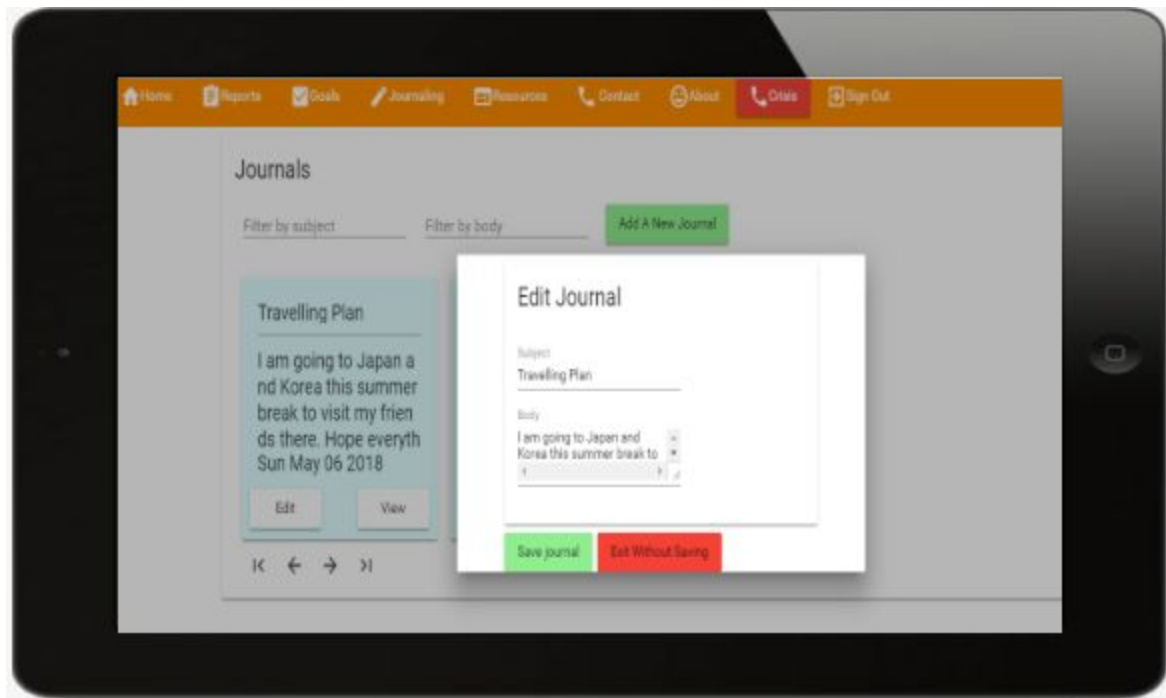 Home Reports Goals Journaling Resources Contact About Crisis Sign Out
Journals
Filter by subject Filter by body Add A New Journal
Travelling Plan
I am going to Japan a
nd Korea this summer
break to visit my frien
ds there. Hope everyth
Sun May 06 2018
Edit View
Edit Journal
Subject
Travelling Plan
Body
I am going to Japan and
Korea this summer break to
Save journal Exit Without Saving